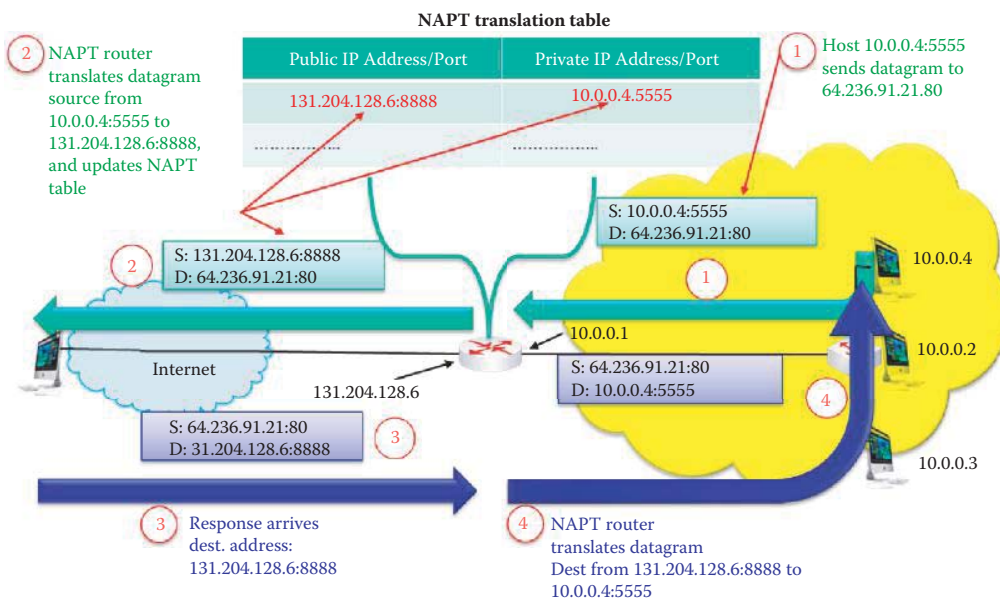 NAPT translation table
Public IP Address/Port
Private IP Address/Port
131.204.128.6:8888
10.0.0.4.5555
....................
....................
2
NAPT router
translates datagram
source from
10.0.0.4:5555 to
131.204.128.6:8888,
and updates NAPT
table
1
Host 10.0.0.4:5555
sends datagram to
64.236.91.21.80
S: 10.0.0.4:5555
D: 64.236.91.21:80
2
S: 131.204.128.6:8888
D: 64.236.91.21:80
1
10.0.0.4
10.0.0.1
10.0.0.2
Internet
131.204.128.6
S: 64.236.91.21:80
D: 10.0.0.4:5555
4
S: 64.236.91.21:80
D: 31.204.128.6:8888
3
10.0.0.3
3
Response arrives
dest. address:
131.204.128.6:8888
4
NAPT router
translates datagram
Dest from 131.204.128.6:8888 to
10.0.0.4:5555